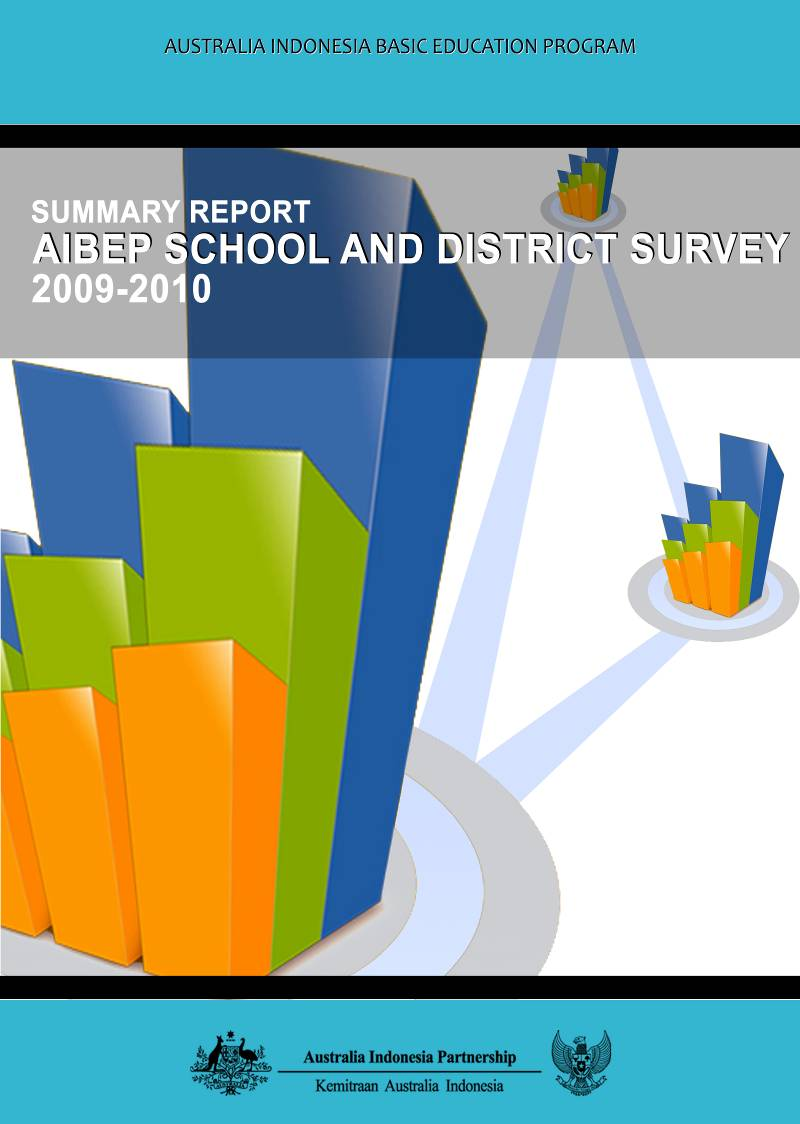 AUSTRALIA INDONESIA BASIC EDUCATION PROGRAM
SUMMARY REPORT
AIBEP SCHOOL AND DISTRICT SURVEY
2009-2010
Australia Indonesia Partnership
Kemitraan Australia Indonesia